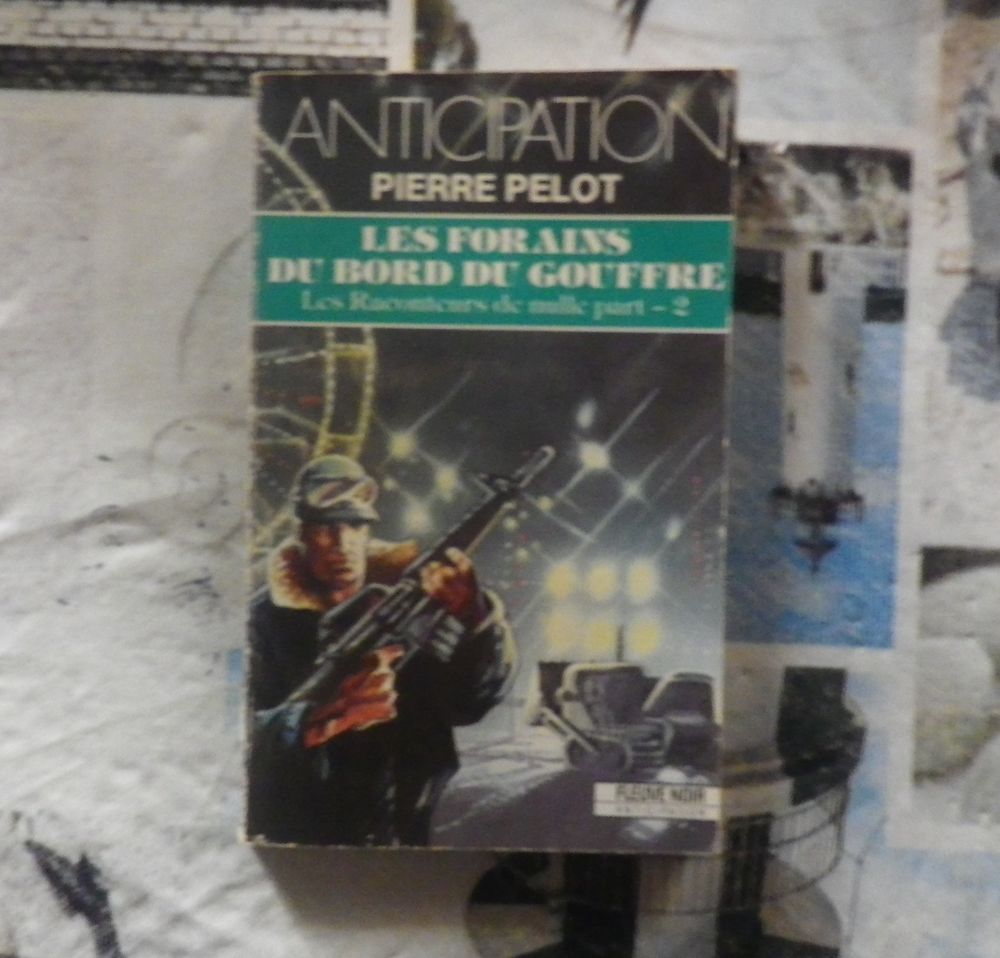 ANTICIPATION
PIERRE PELOT
LES FORAINS
DU BORD DU GOUFFRE
Les Raconteurs de nulle part – 2
FLEUVE NOIR